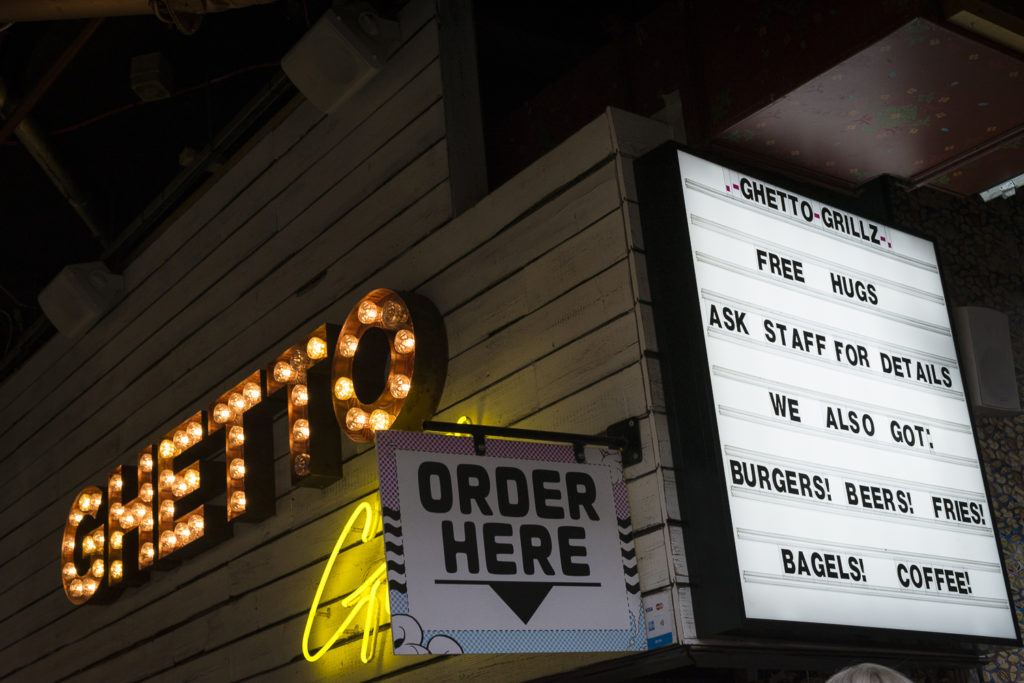 GHETTO
ORDER
HERE
.-GHETTO-GRILLZ-.
FREE HUGS
ASK STAFF FOR DETAILS
WE ALSO GOT:
BURGERS! BEERS! FRIES!
BAGELS! COFFEE!
VISA